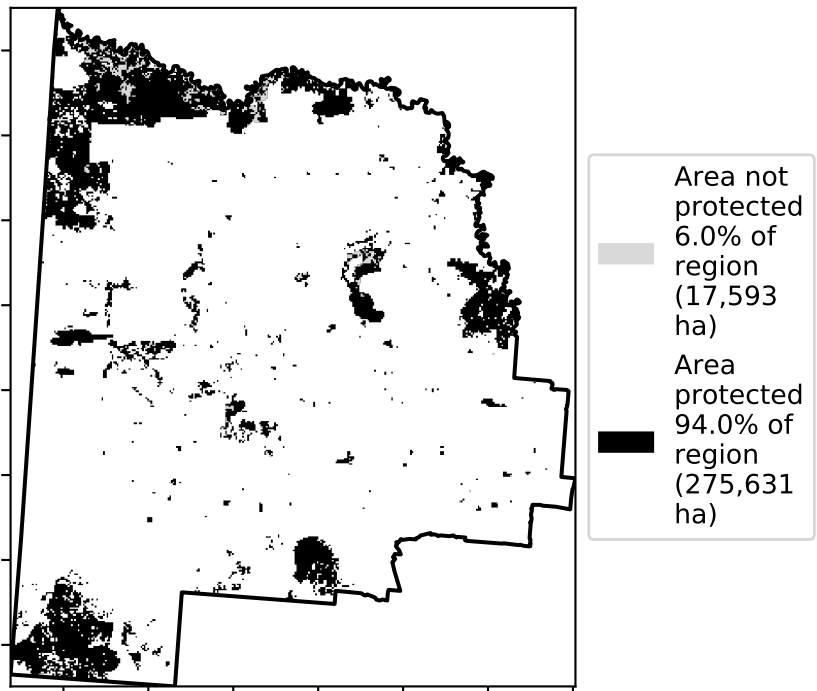 Area not
protected
6.0% of
region
(17,593
ha)
Area
protected
94.0% of
region
(275,631
ha)